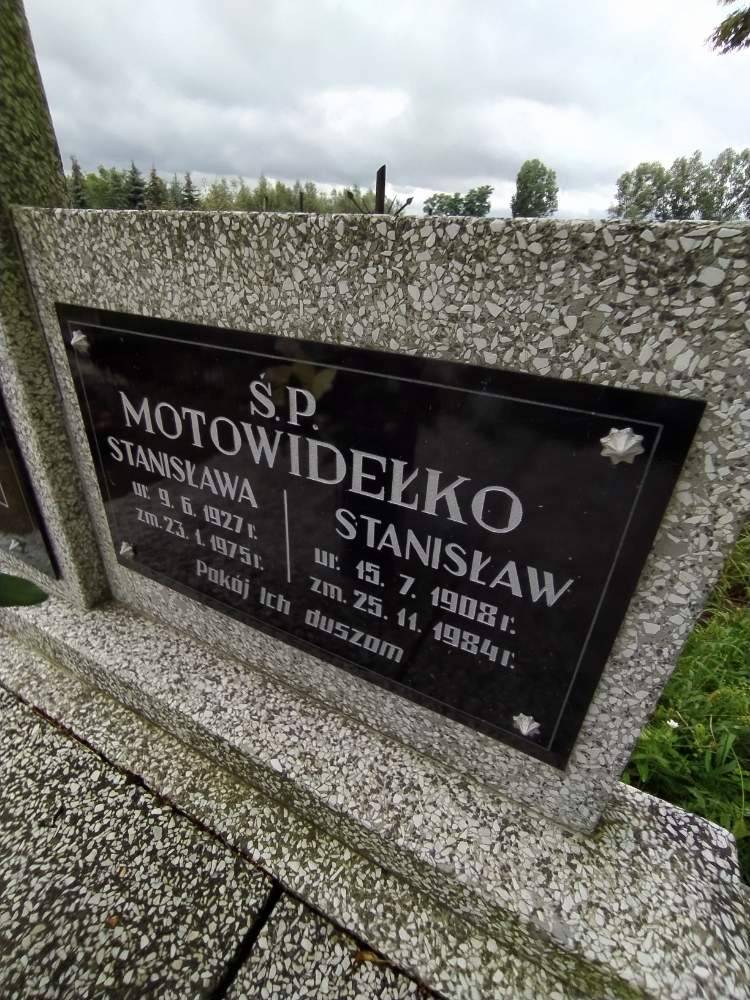 Ś.P.
MOTOWIDEŁKO
STANISŁAWA
ur. 9. 6. 1927 r.
zm. 23. 1. 1975 r.
STANISŁAW
ur. 15. 7. 1908 r.
zm. 25. 11. 1984 r.
Pokój Ich duszom